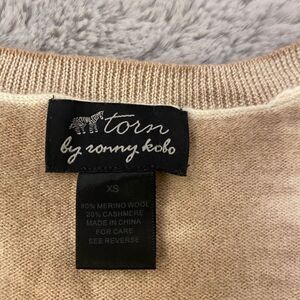 torn
by ronny kobo
XS
80% MERINO WOOL
20% CASHMERE
MADE IN CHINA
FOR CARE
SEE REVERSE